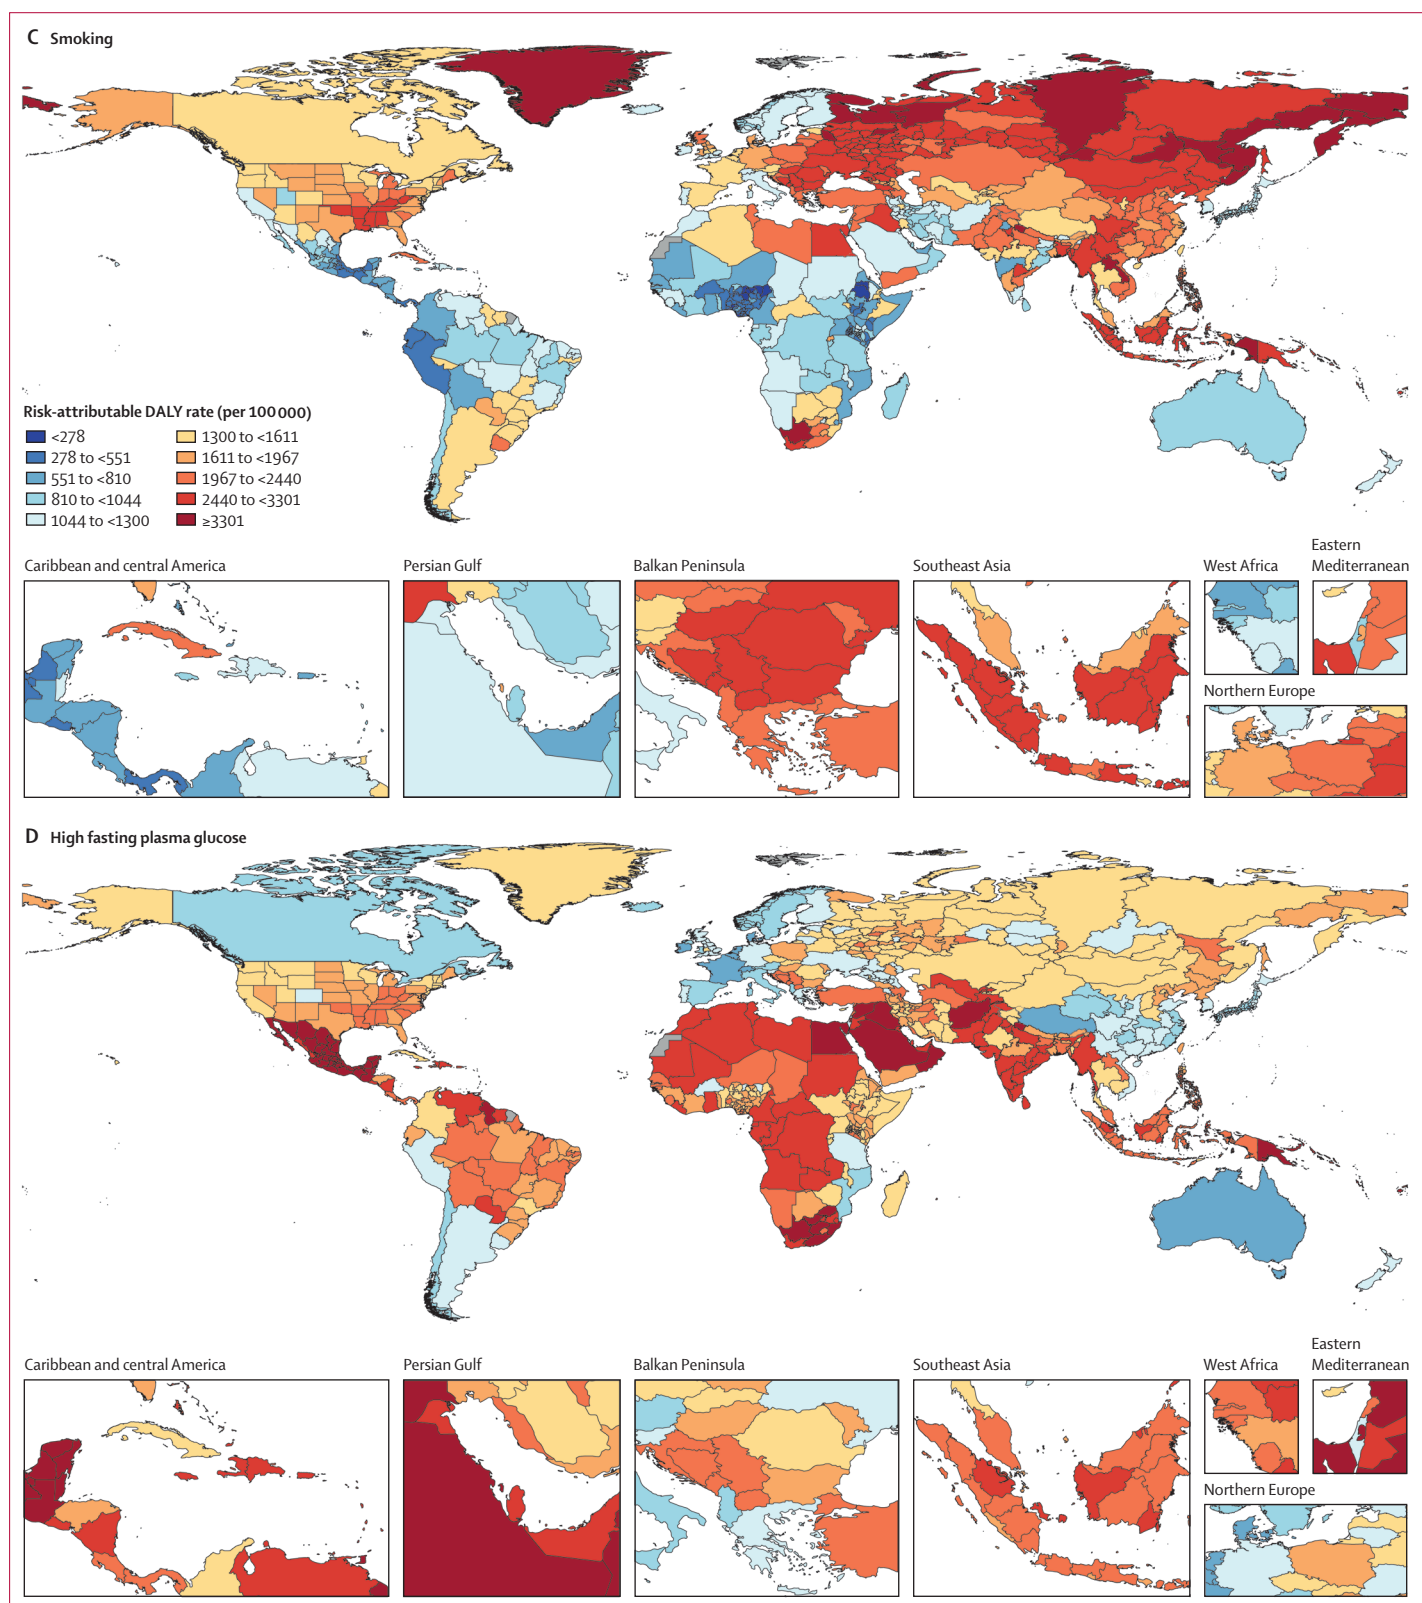 C Smoking
Risk-attributable DALY rate (per 100 000)
<278
278 to <551
551 to <810
810 to <1044
1044 to <1300
1300 to <1611
1611 to <1967
1967 to <2440
2440 to <3301
≥3301
Caribbean and central America
Persian Gulf
Balkan Peninsula
Southeast Asia
West Africa
Eastern
Mediterranean
Northern Europe
D High fasting plasma glucose
Caribbean and central America
Persian Gulf
Balkan Peninsula
Southeast Asia
West Africa
Eastern
Mediterranean
Northern Europe